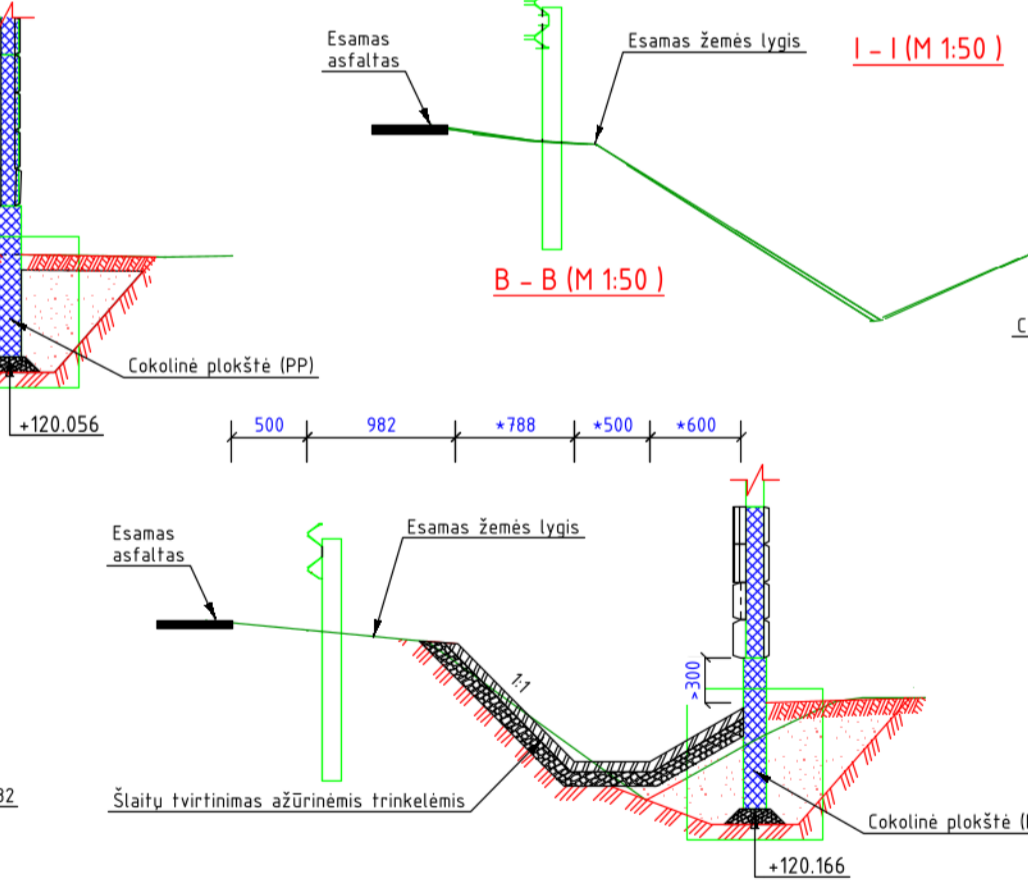 Esamas
asfaltas
Esamas žemės lygis
I - I (M 1:50 )
B - B (M 1:50 )
Cokolinė plokštė (PP)
C
+120.056
500
982
*788
*500
*600
Esamas
asfaltas
Esamas žemės lygis
1:1
>300
32
Šlaitų tvirtinimas ažūrinėmis trinkelėmis
Cokolinė plokštė (
+120.166